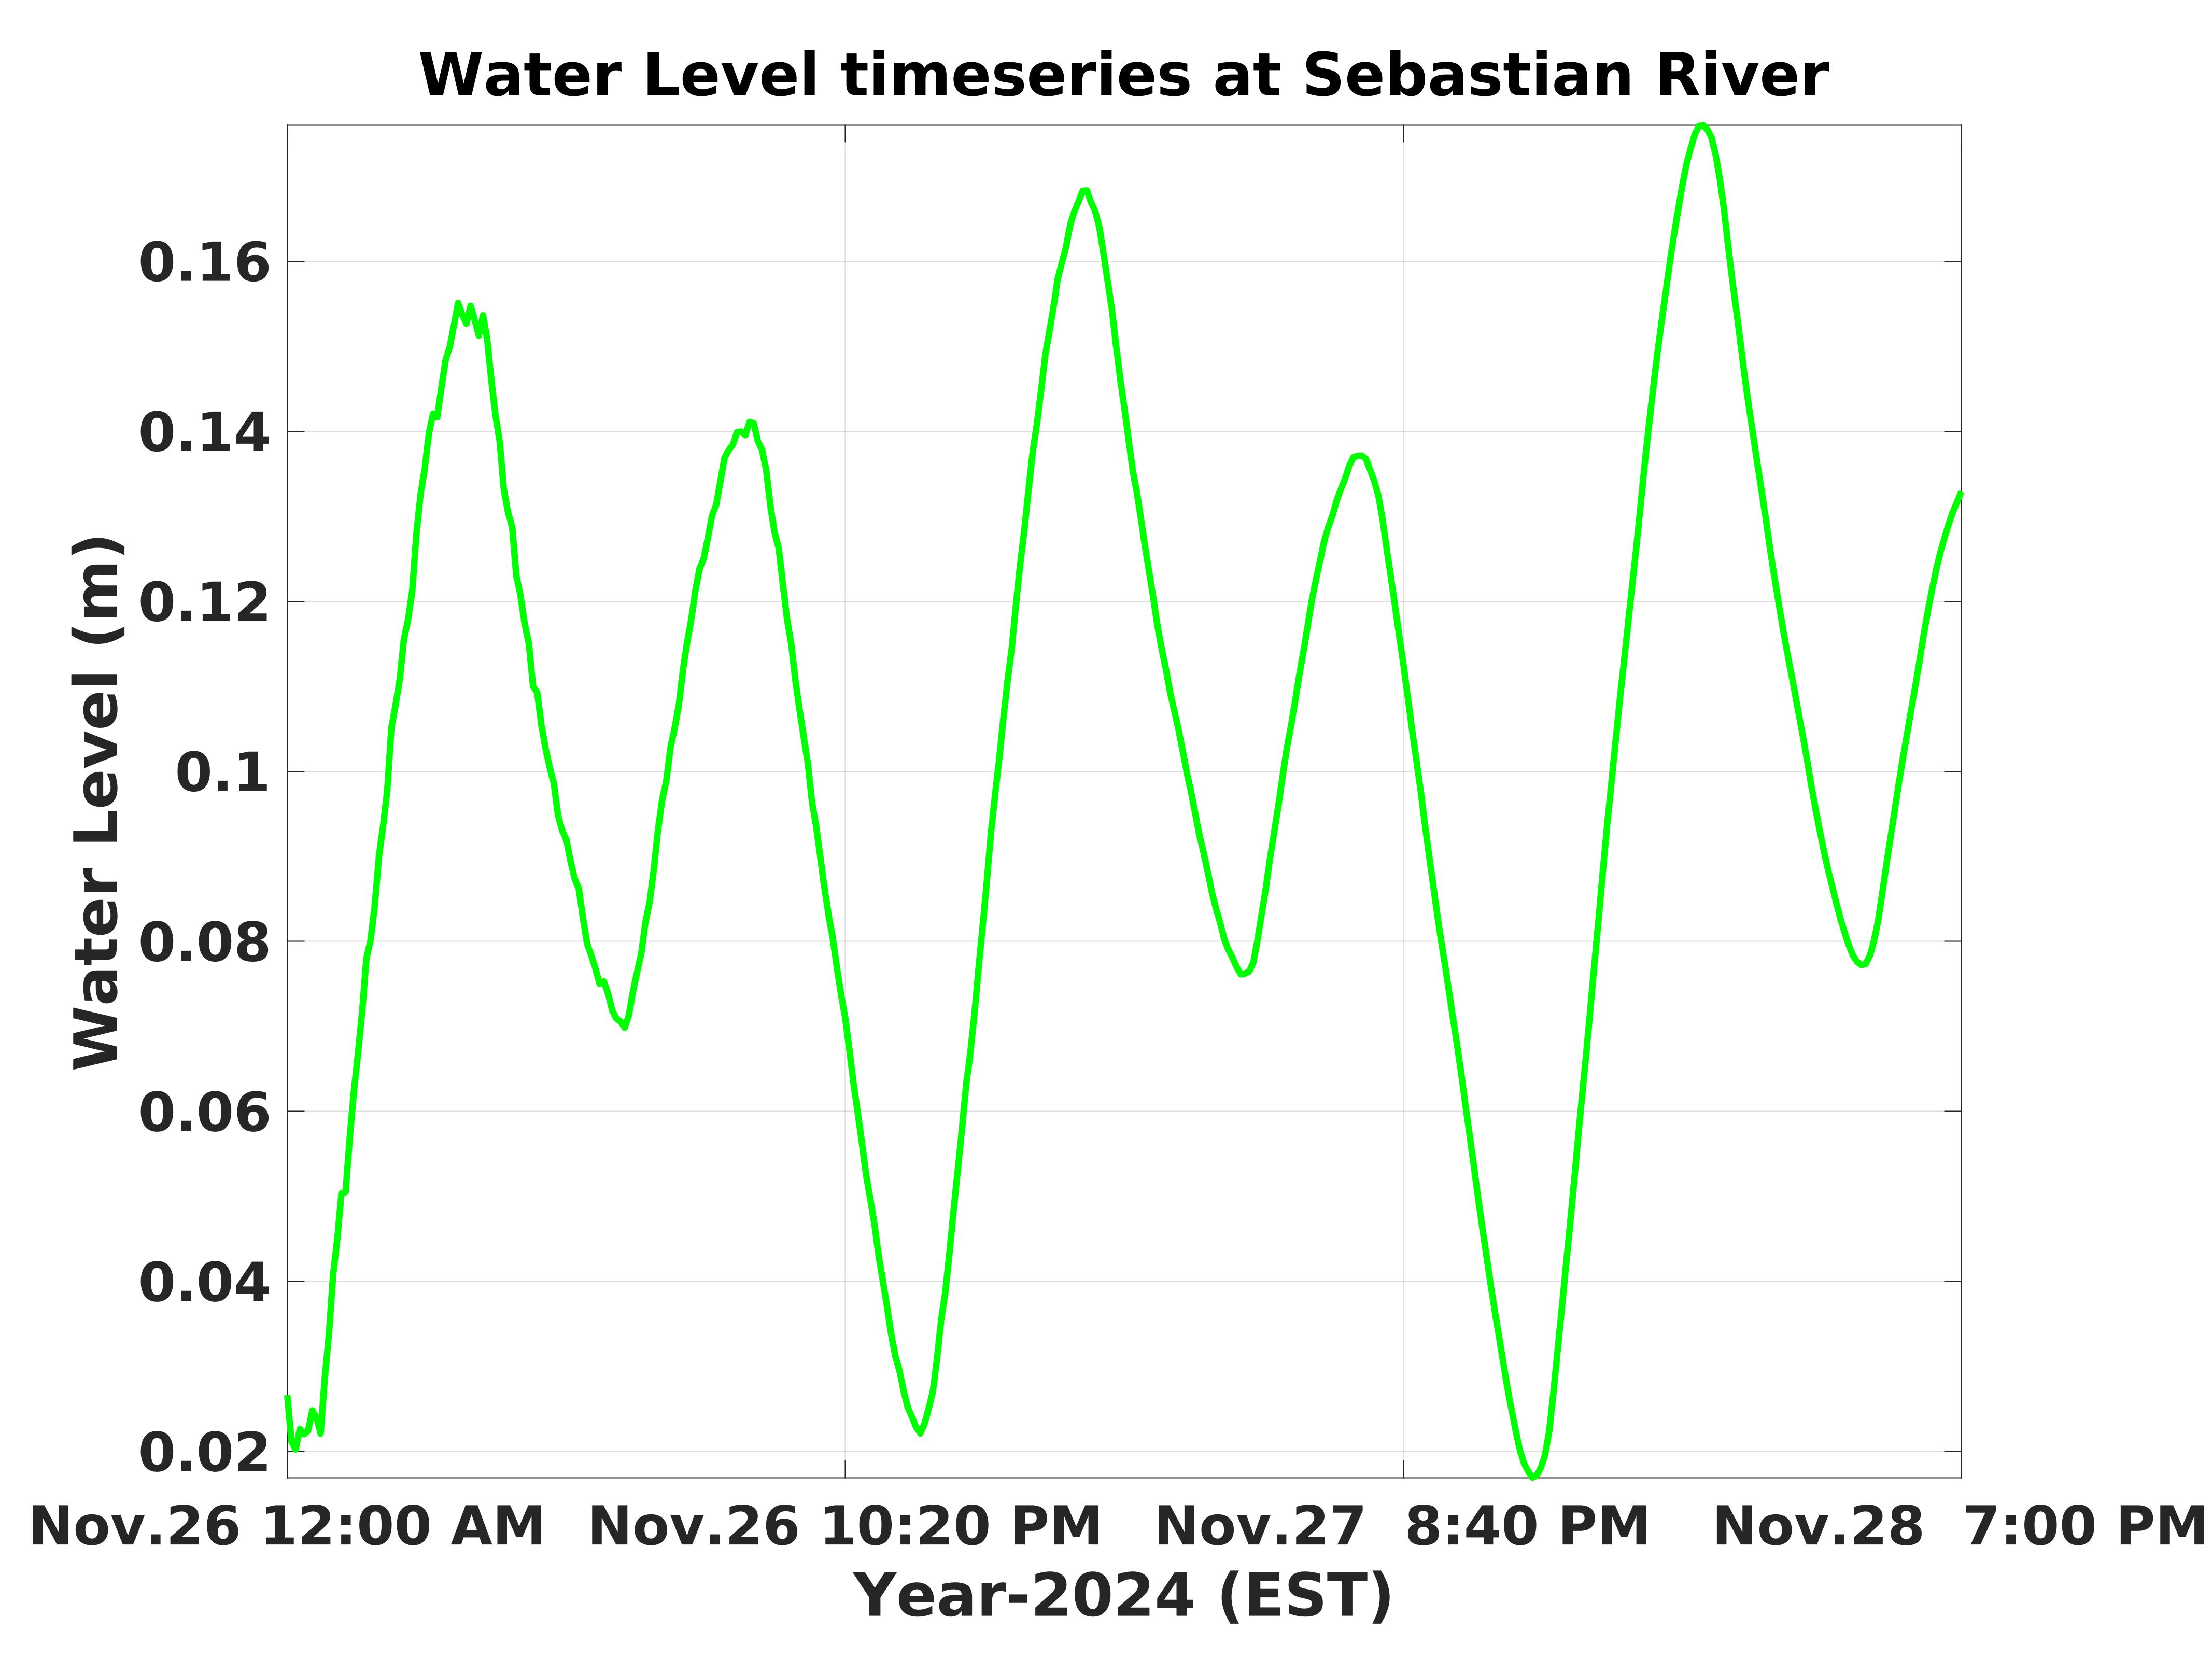 Water Level timeseries at Sebastian River
Water Level (m)
0.16
0.14
0.12
0.1
0.08
0.06
0.04
0.02
Nov.26 12:00 AM Nov.26 10:20 PM Nov.27 8:40 PM Nov.28 7:00 PM
Year-2024 (EST)